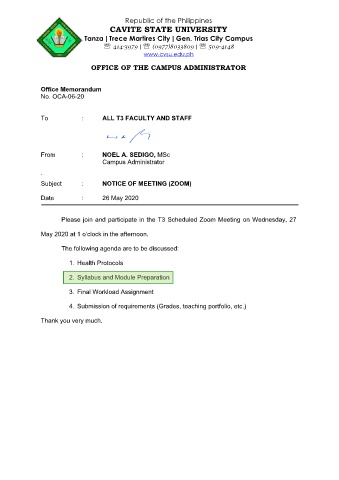 Republic of the Philippines
CAVITE STATE UNIVERSITY
Tanza | Trece Martires City | Gen. Trias City Campus
☏ 414-3979 | ☏ (0977)8033809 | ☏ 509-4148
www.cvsu.edu.ph
OFFICE OF THE CAMPUS ADMINISTRATOR
Office Memorandum
No. OCA-06-20
To : ALL T3 FACULTY AND STAFF
From : NOEL A. SEDIGO, MSc
Campus Administrator
.
Subject : NOTICE OF MEETING (ZOOM)
Date : 26 May 2020
Please join and participate in the T3 Scheduled Zoom Meeting on Wednesday, 27
May 2020 at 1 o'clock in the afternoon.
The following agenda are to be discussed:
1. Health Protocols
2. Syllabus and Module Preparation
3. Final Workload Assignment
4. Submission of requirements (Grades, teaching portfolio, etc.)
Thank you very much.